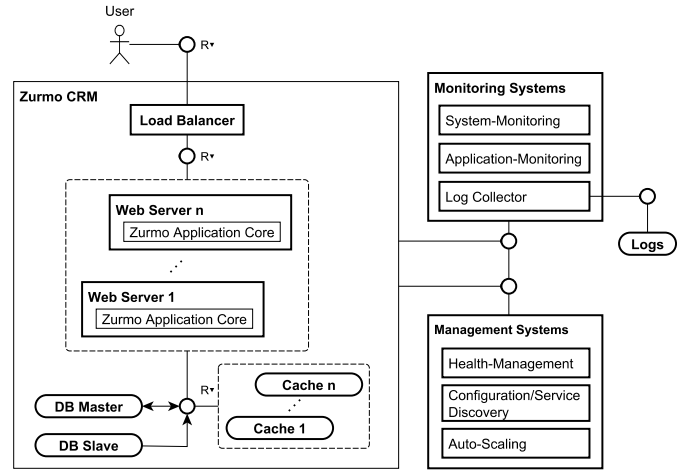 User
R▾
Zurmo CRM
Load Balancer
R▾
Web Server n
Zurmo Application Core
Web Server 1
Zurmo Application Core
R▾
Cache n
Cache 1
DB Master
DB Slave
Monitoring Systems
System-Monitoring
Application-Monitoring
Log Collector
Logs
Management Systems
Health-Management
Configuration/Service
Discovery
Auto-Scaling